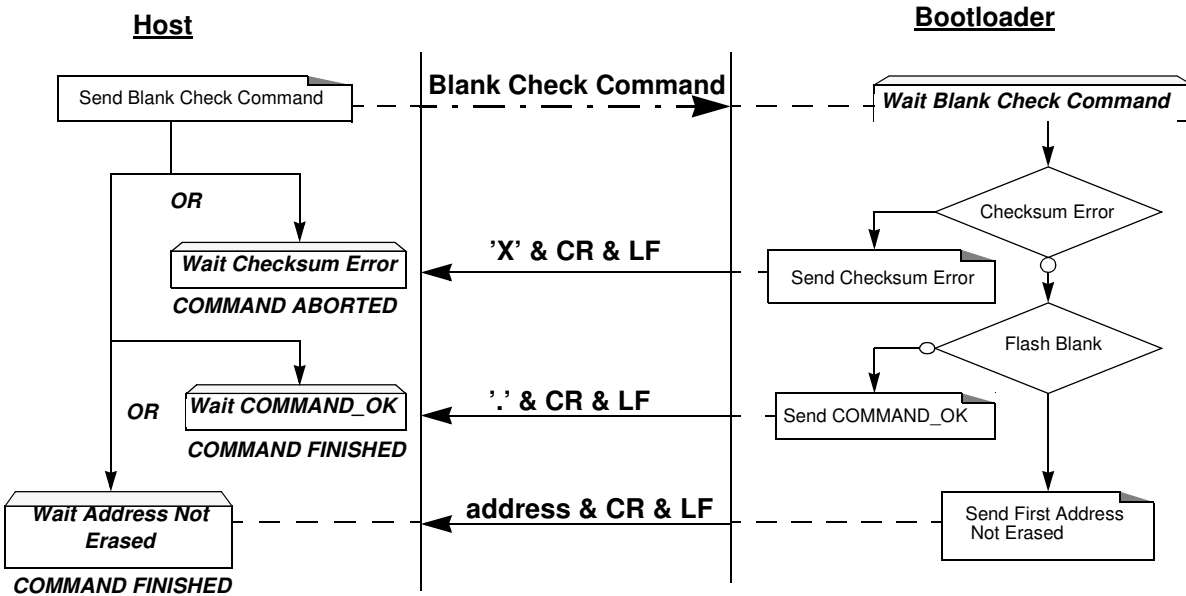 Host
Bootloader
Send Blank Check Command
Blank Check Command
Wait Blank Check Command
OR
Checksum Error
Wait Checksum Error
’X’ & CR & LF
Send Checksum Error
COMMAND ABORTED
Flash Blank
OR
Wait COMMAND_OK
’.’ & CR & LF
Send COMMAND_OK
COMMAND FINISHED
Wait Address Not
Erased
address & CR & LF
Send First Address
Not Erased
COMMAND FINISHED